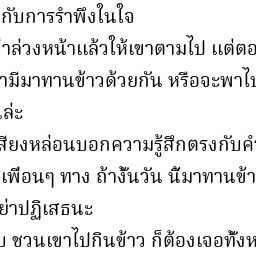 กับการรำพึงในใจ
าล่วงหน้าแล้วให้เขาตามไป แต่ตอ
ามีมาทานข้าวด้วยกัน หรือจะพาไป
ล่ะ
สียงหล่อนบอกความรู้สึกตรงกับคำ
เพื่อนๆ ทาง ถ้างั้นวัน นี้มาทานข้า
ย่าปฏิเสธนะ
บ ชวนเขาไปกินข้าว ก็ต้องเจอทั้งห